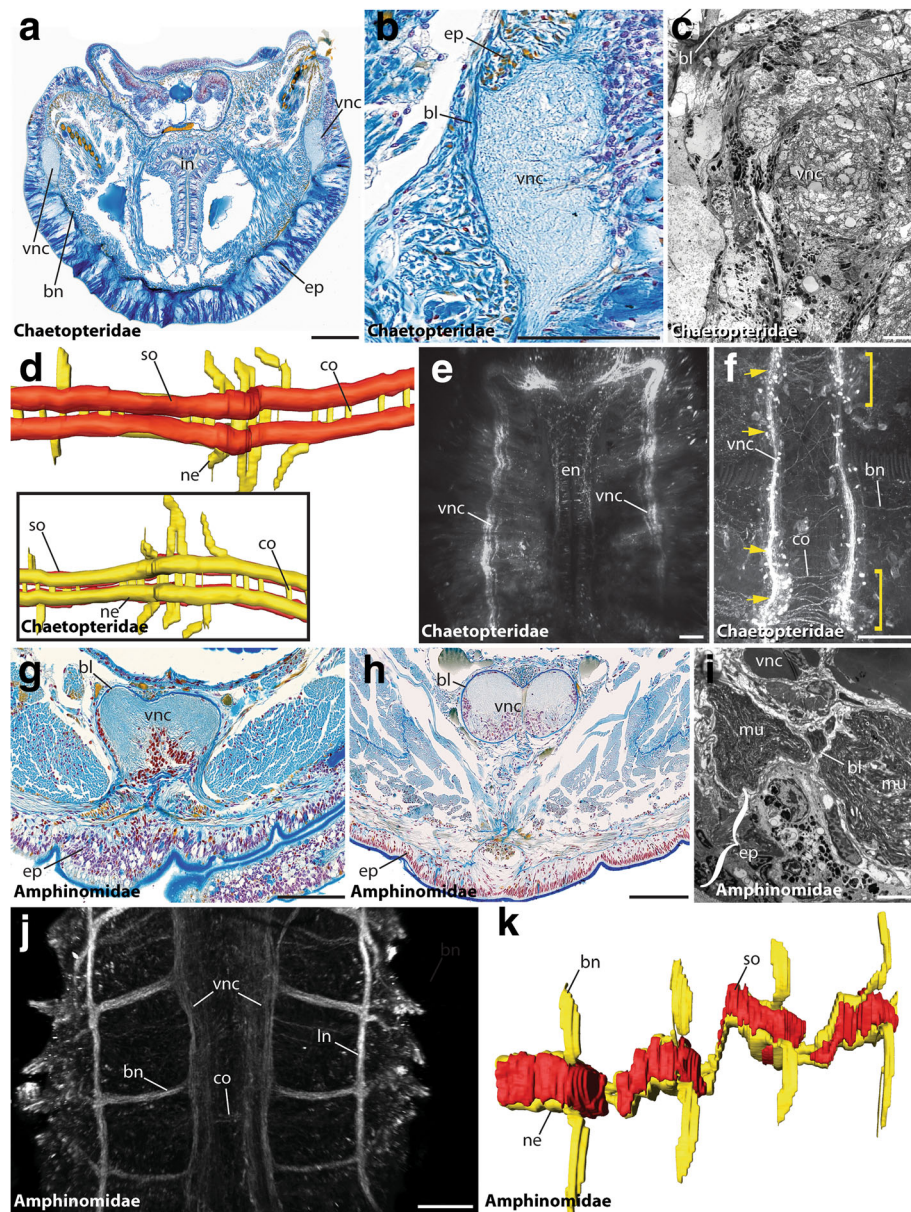 a
vnc
in
vnc
bn
ep
Chaetopteridae
b
ep
bl
vnc
Chaetopteridae
c
bl
vnc
Chaetopteridae
d
so
co
ne
so
co
ne
Chaetopteridae
e
en
vnc
vnc
Chaetopteridae
f
vnc
bn
co
Chaetopteridae
g
bl
vnc
ep
Amphinomidae
h
bl
vnc
ep
Amphinomidae
i
vnc
mu
bl
mu
ep
Amphinomidae
j
bn
vnc
ln
bn
co
Amphinomidae
k
bn
so
ne
Amphinomidae